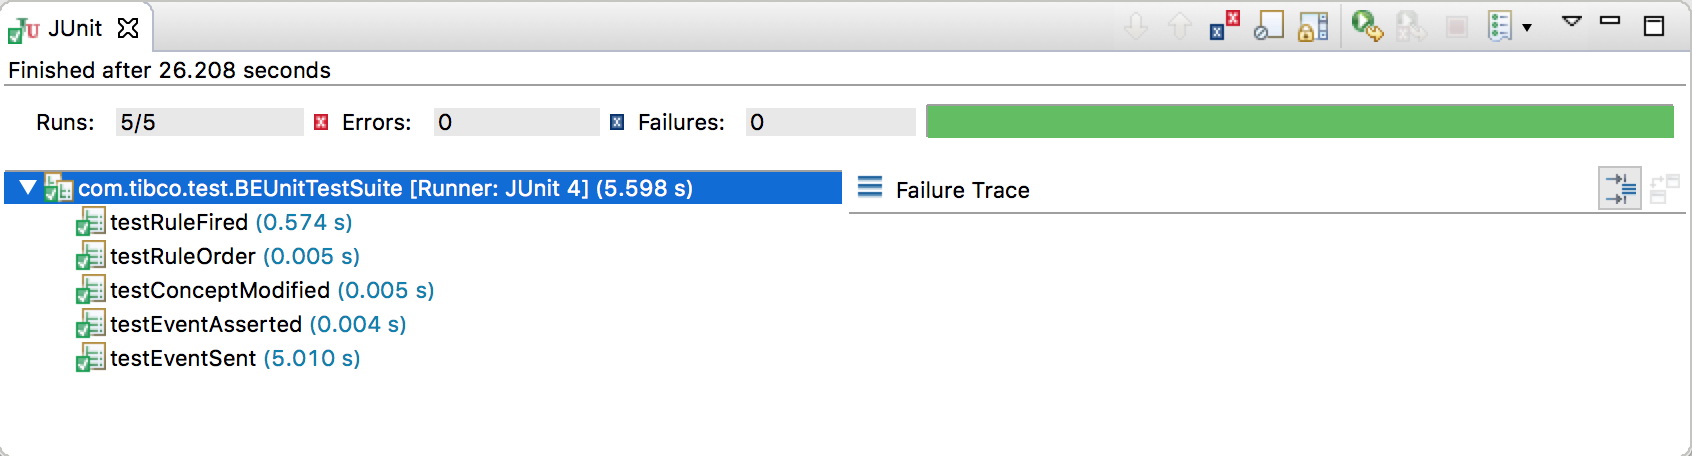 JUnit
Finished after 26.208 seconds
Runs: 5/5 Errors: 0 Failures: 0
com.tibco.test.BEUnitTestSuite [Runner: JUnit 4] (5.598 s)
Failure Trace
testRuleFired (0.574 s)
testRuleOrder (0.005 s)
testConceptModified (0.005 s)
testEventAsserted (0.004 s)
testEventSent (5.010 s)